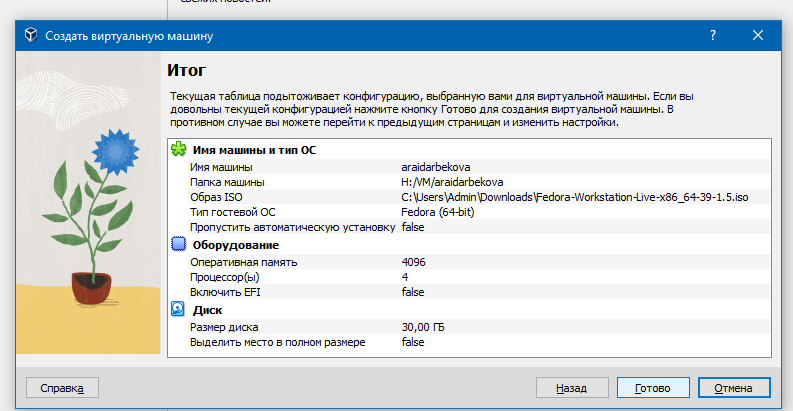 свежих новостей!
Создать виртуальную машину
?
Итог
Текущая таблица подытоживает конфигурацию, выбранную вами для виртуальной машины. Если вы
довольны текущей конфигурацией нажмите кнопку Готово для создания виртуальной машины. В
противном случае вы можете перейти к предыдущим страницам и изменить настройки.
Имя машины и тип ОС
Имя машины araidarbekova
Папка машины H:/VM/araidarbekova
Образ ISO C:\Users\Admin\Downloads\Fedora-Workstation-Live-x86_64-39-1.5.iso
Тип гостевой ОС Fedora (64-bit)
Пропустить автоматическую установку false
Оборудование
Оперативная память 4096
Процессор(ы) 4
Включить EFI false
Диск
Размер диска 30,00 ГБ
Выделить место в полном размере false
Справка Назад Готово Отмена